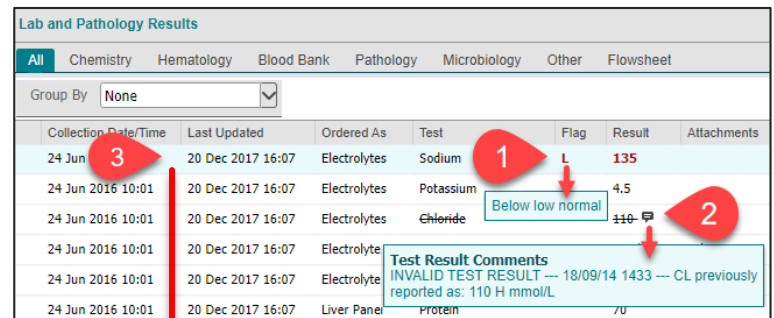 Lab and Pathology Results
All Chemistry Hematology Blood Bank Pathology Microbiology Other Flowsheet
Group By None
Collection Date/Time Last Updated Ordered As Test Flag Result Attachments
24 Jun 3 20 Dec 2017 16:07 Electrolytes Sodium 1 L 135
24 Jun 2016 10:01 20 Dec 2017 16:07 Electrolytes Potassium 4.5
Below low normal
24 Jun 2016 10:01 20 Dec 2017 16:07 Electrolytes Chloride 110 2
24 Jun 2016 10:01 20 Dec 2017 16:07 Electrolyte
Test Result Comments
INVALID TEST RESULT --- 18/09/14 1433 --- CL previously
reported as: 110 H mmol/L
24 Jun 2016 10:01 20 Dec 2017 16:07 Electrolyte
24 Jun 2016 10:01 20 Dec 2017 16:07 Liver Panel Protein 70